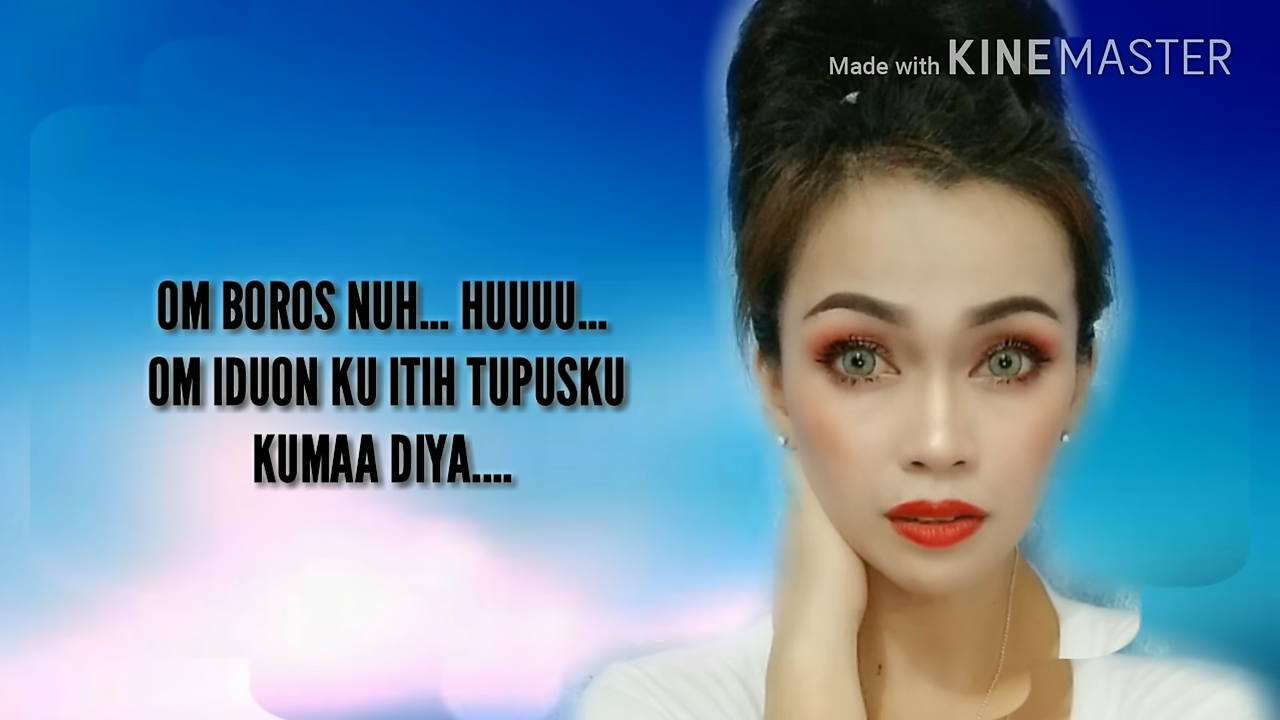 Made with KINEMASTER
OM BOROS NUH... HUUUU...
OM IDUON KU ITIH TUPUSKU
KUMAA DIYA....